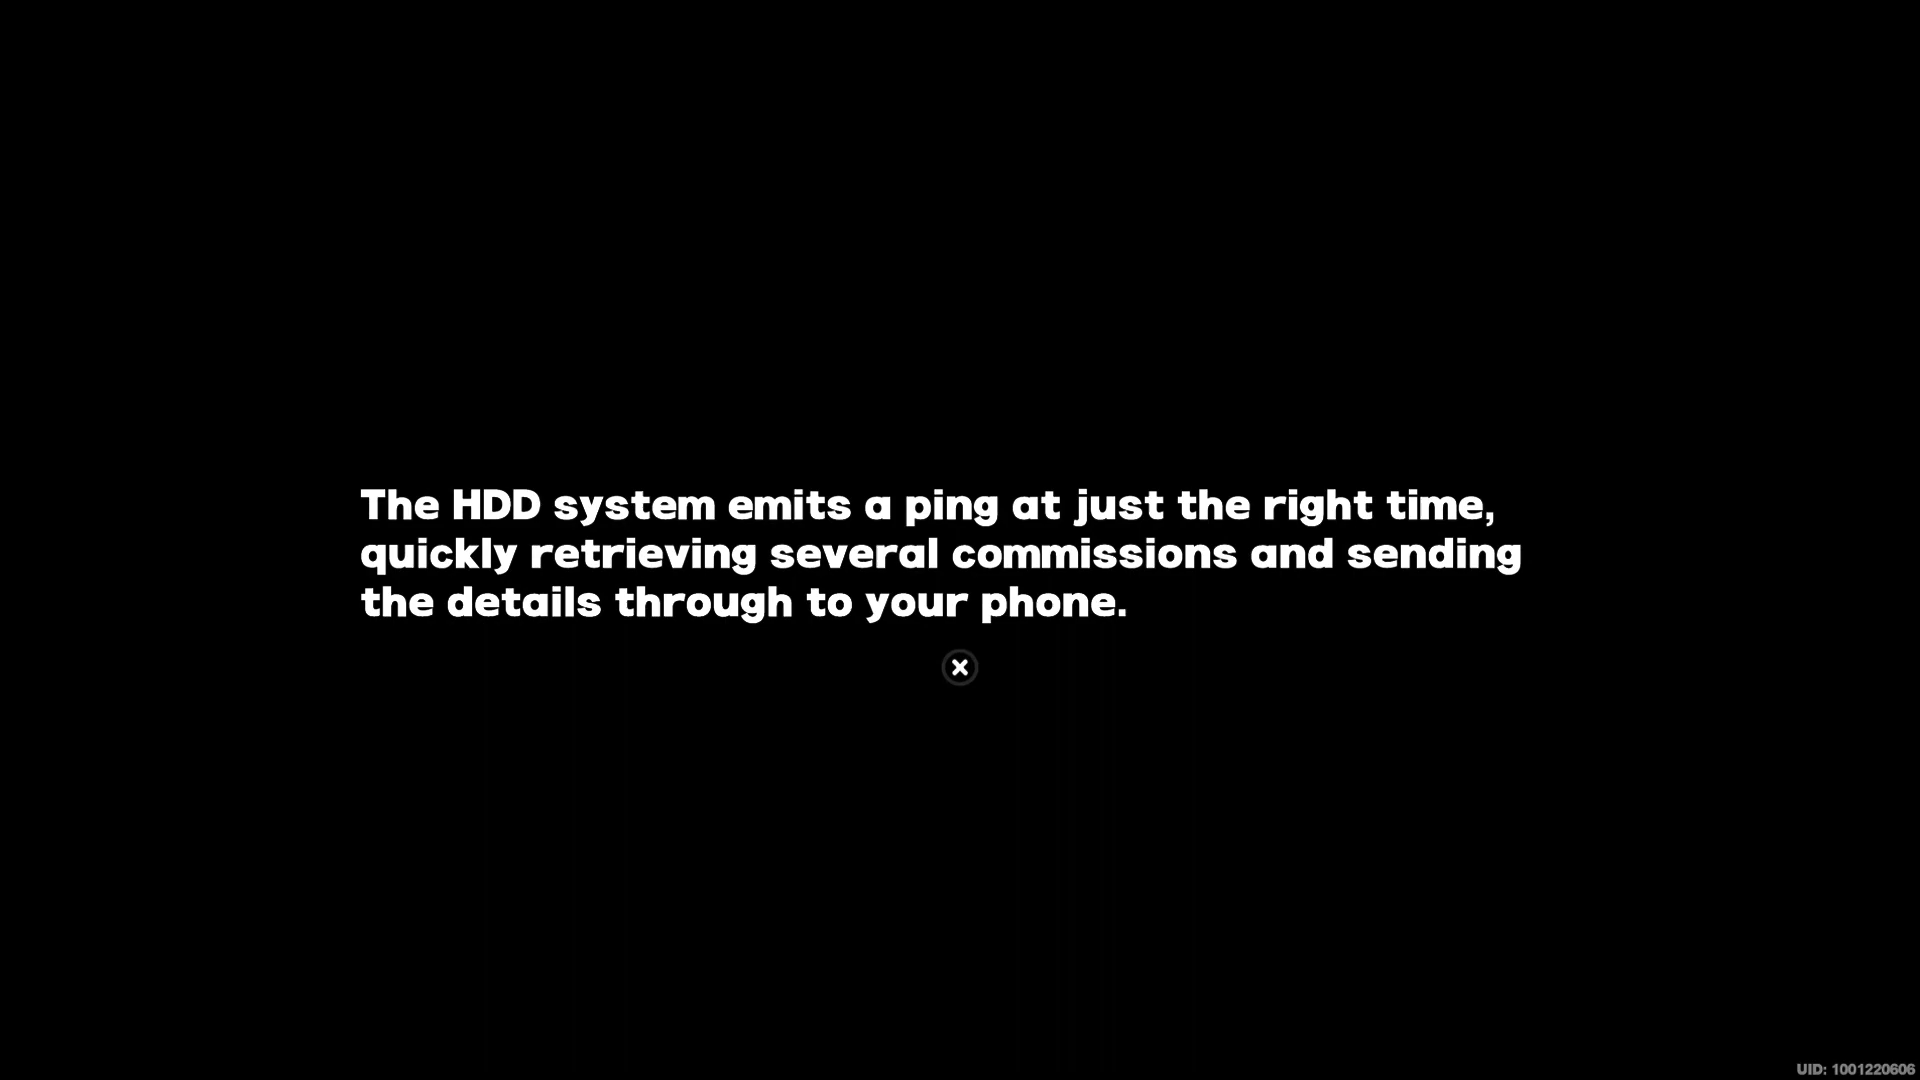 The HDD system emits a ping at just the right time,
quickly retrieving several commissions and sending
the details through to your phone.
UID: 1001220606